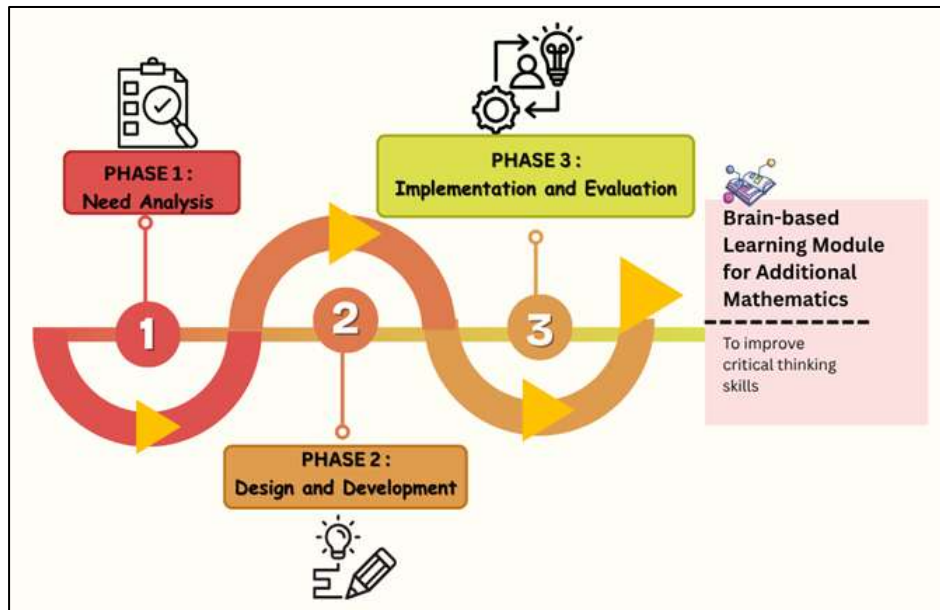 PHASE 1 :
Need Analysis
1
PHASE 2 :
Design and Development
2
PHASE 3 :
Implementation and Evaluation
3
Brain-based
Learning Module
for Additional
Mathematics
To improve
critical thinking
skills